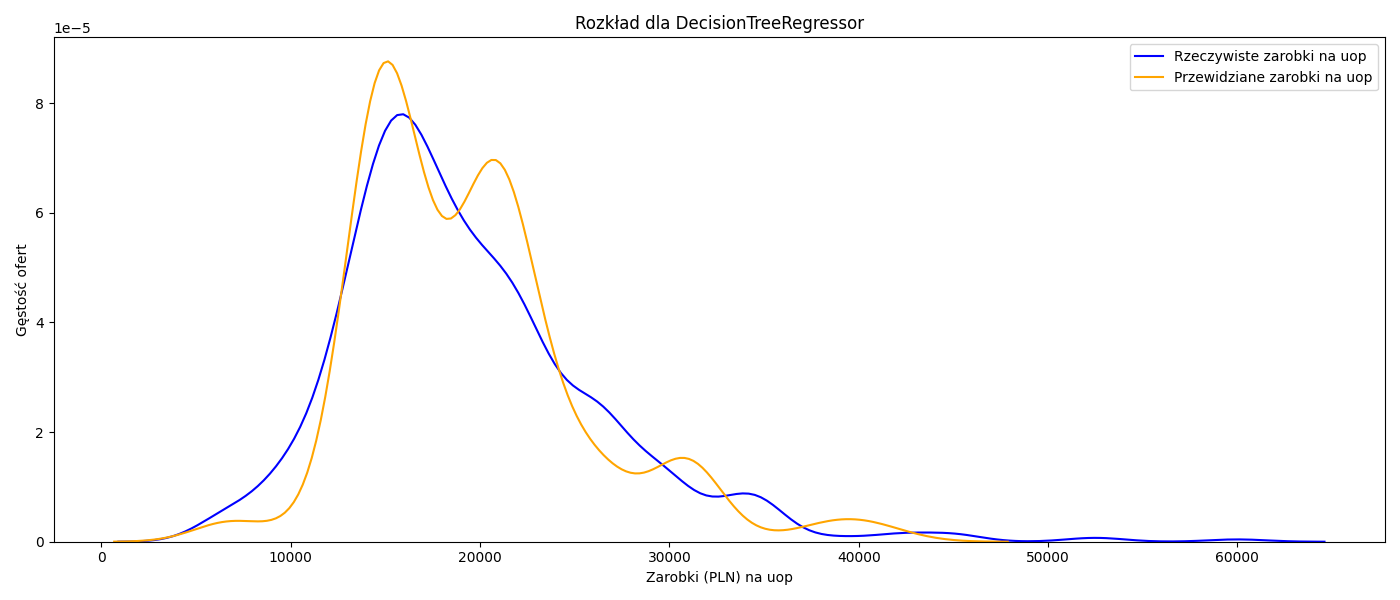 Rozkład dla DecisionTreeRegressor
1e−5
Rzeczywiste zarobki na uop
Przewidziane zarobki na uop
Gęstość ofert
8
6
4
2
0
0 10000 20000 30000 40000 50000 60000
Zarobki (PLN) na uop